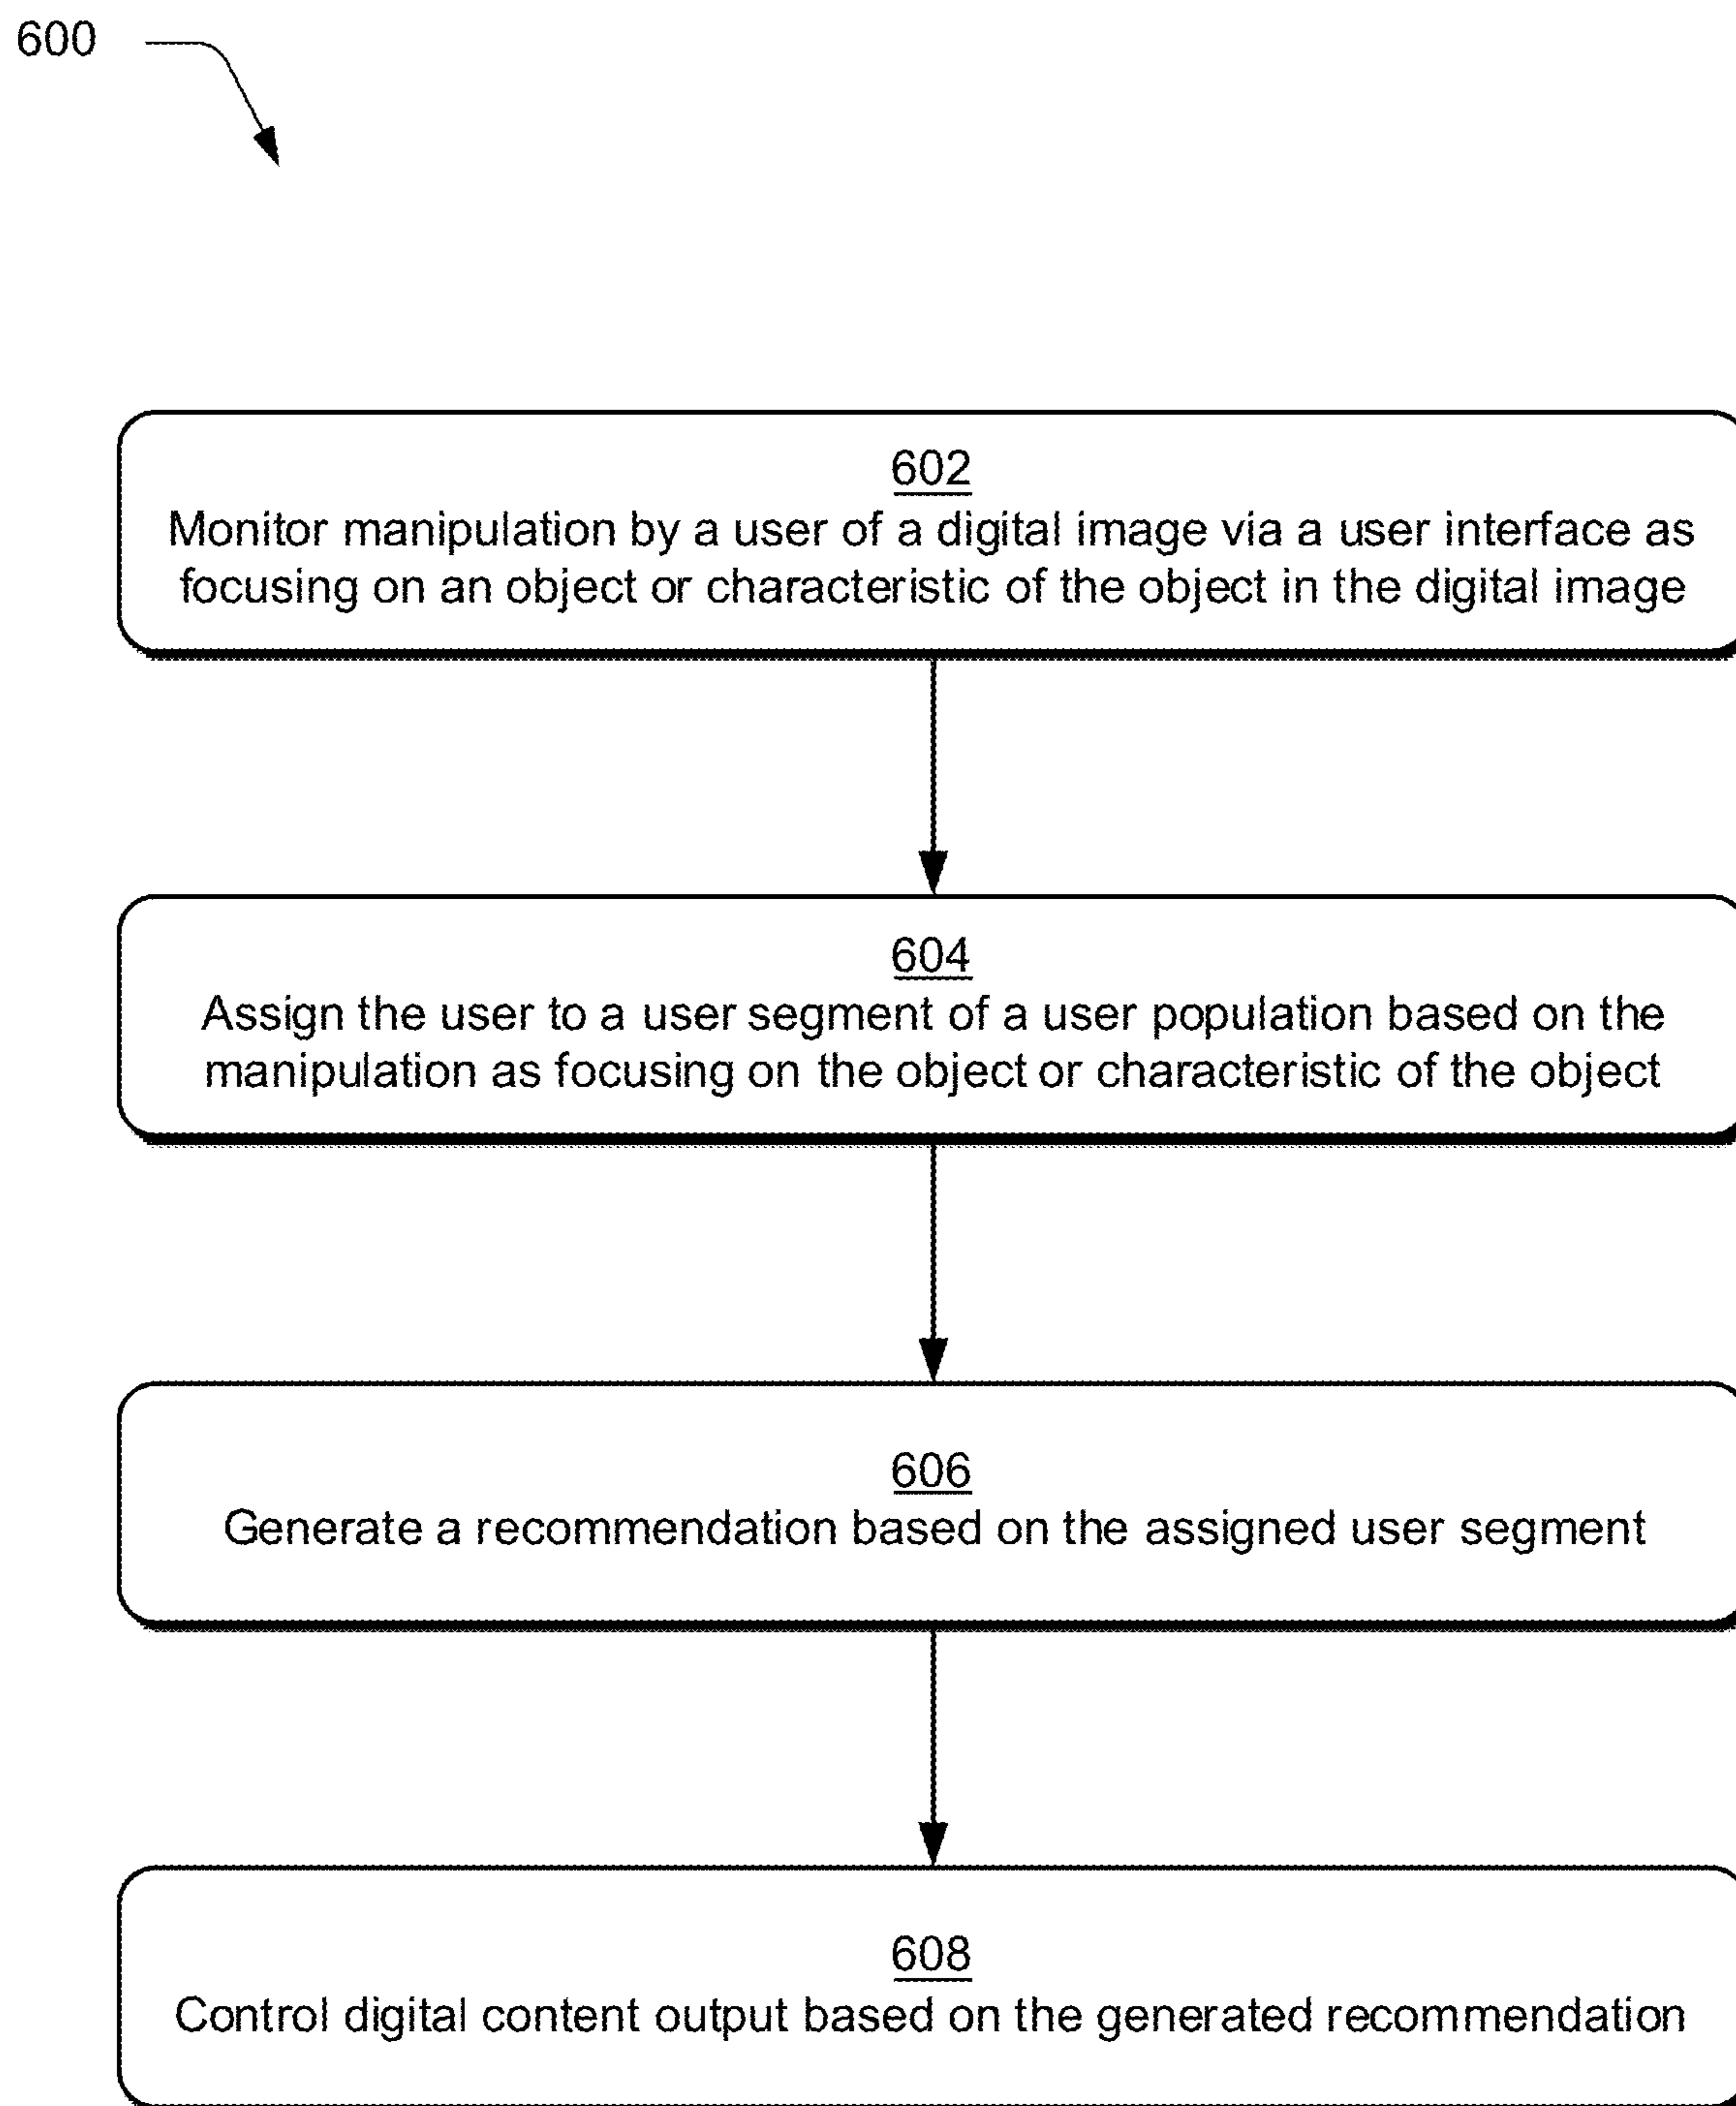 600
602
Monitor manipulation by a user of a digital image via a user interface as
focusing on an object or characteristic of the object in the digital image
604
Assign the user to a user segment of a user population based on the
manipulation as focusing on the object or characteristic of the object
606
Generate a recommendation based on the assigned user segment
608
Control digital content output based on the generated recommendation